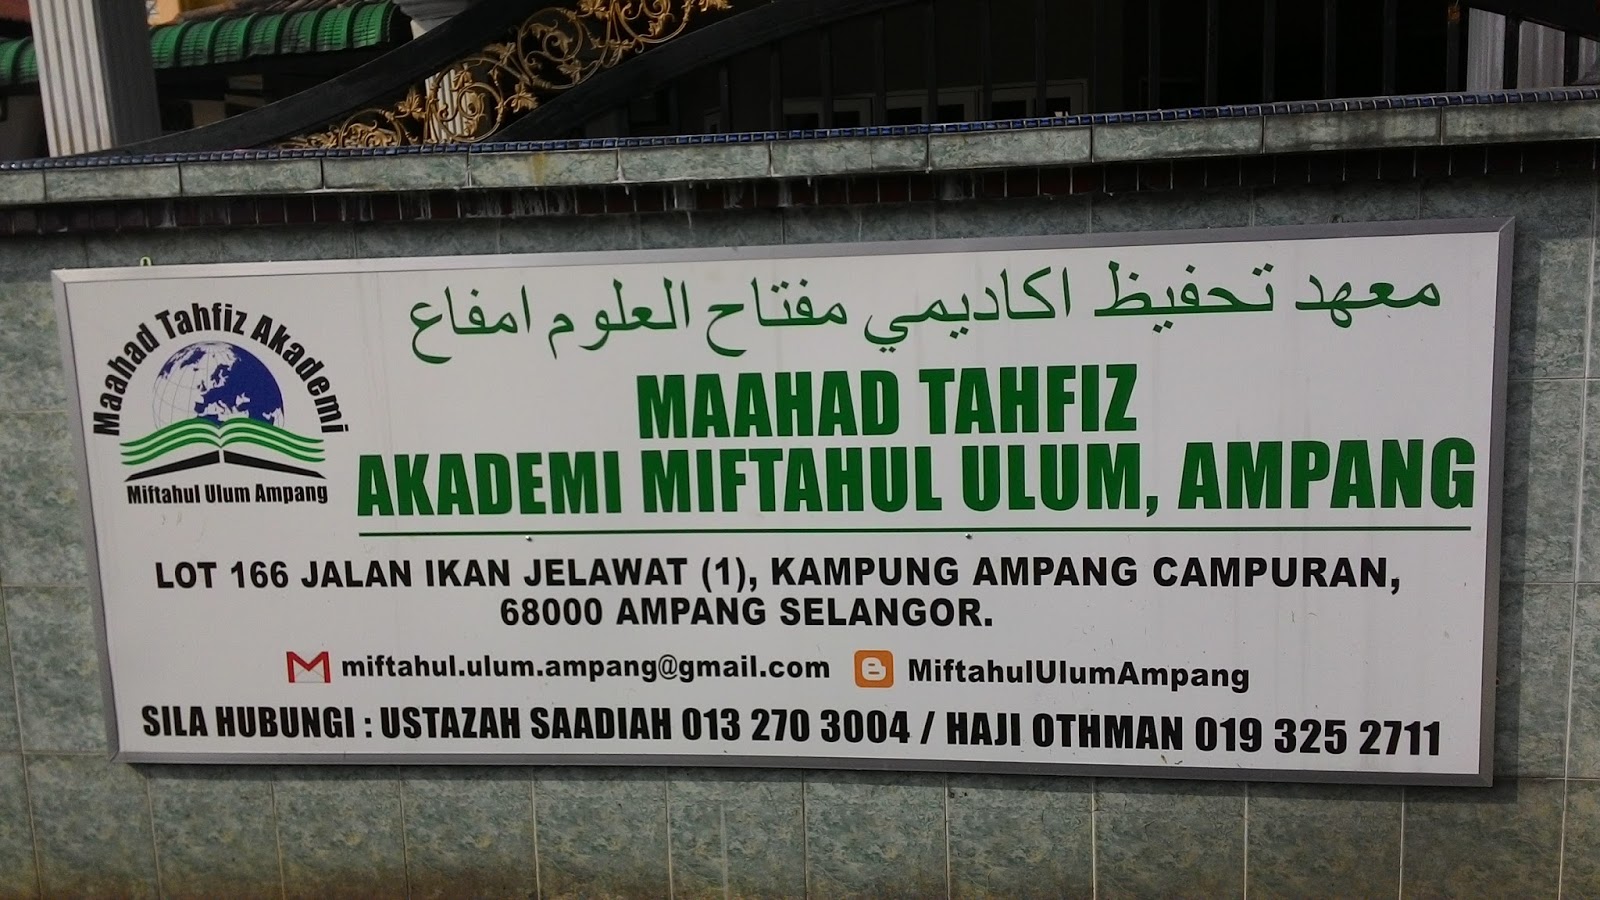 Maahad Tahfiz Akademi
Miftahul Ulum Ampang
معهد تحفيظ اكاديمي مفتاح العلوم امفاع
MAAHAD TAHFIZ
AKADEMI MIFTAHUL ULUM, AMPANG
LOT 166 JALAN IKAN JELAWAT (1), KAMPUNG AMPANG CAMPURAN,
68000 AMPANG SELANGOR.
miftahul.ulum.ampang@gmail.com MiftahulUlumAmpang
SILA HUBUNGI : USTAZAH SAADIAH 013 270 3004 / HAJI OTHMAN 019 325 2711